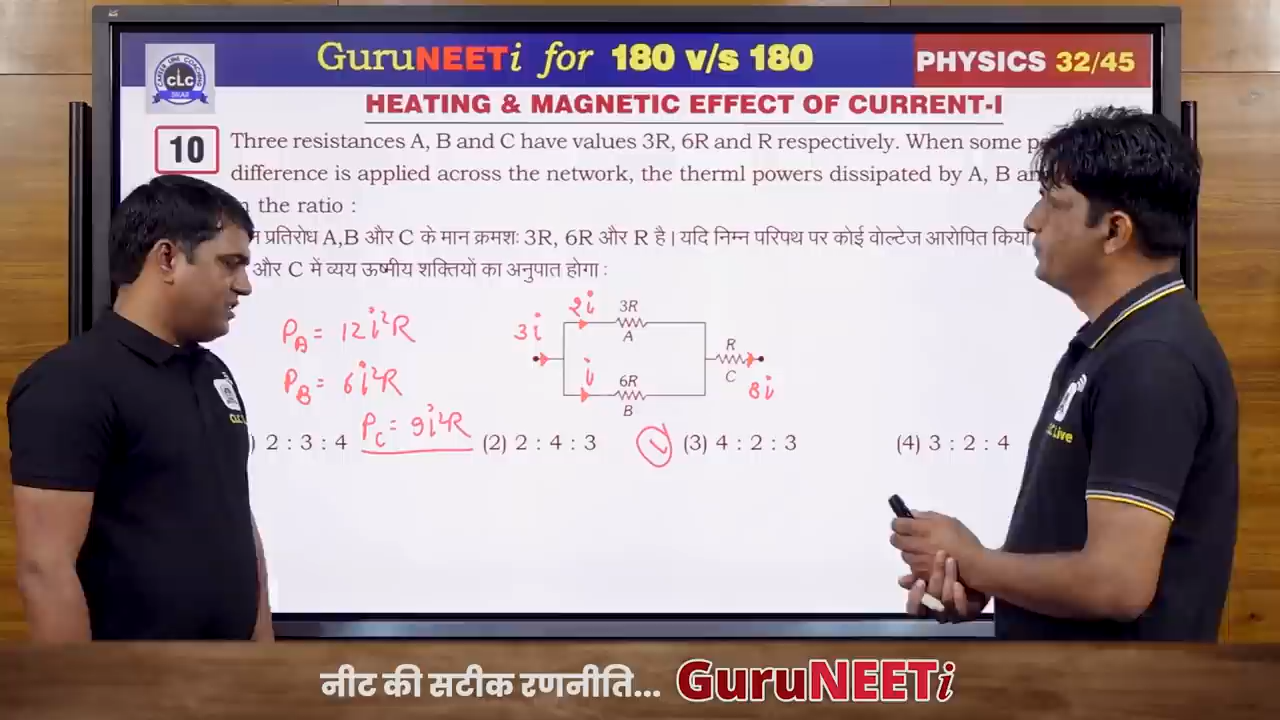 GuruNEETi for 180 v/s 180
PHYSICS 32/45
CLC
SIKAR
HEATING & MAGNETIC EFFECT OF CURRENT-I
10
Three resistances A, B and C have values 3R, 6R and R respectively. When some
difference is applied across the network, the therml powers dissipated by A, B
the ratio :
प्रतिरोध A,B और C के मान क्रमशः 3R, 6R और R है। यदि निम्न परिपथ पर कोई वोल्टेज आरोपित किया
और C में व्यय ऊष्मीय शक्तियों का अनुपात होगा :
P_A = 12i²R
P_B = 6i²R
P_C = 9i²R
3i
2i
3R
A
i
6R
B
R
C
3i
2 : 3 : 4
(2) 2 : 4 : 3
(3) 4 : 2 : 3
(4) 3 : 2 : 4
Live
नीट की सटीक रणनीति... GuruNEETi